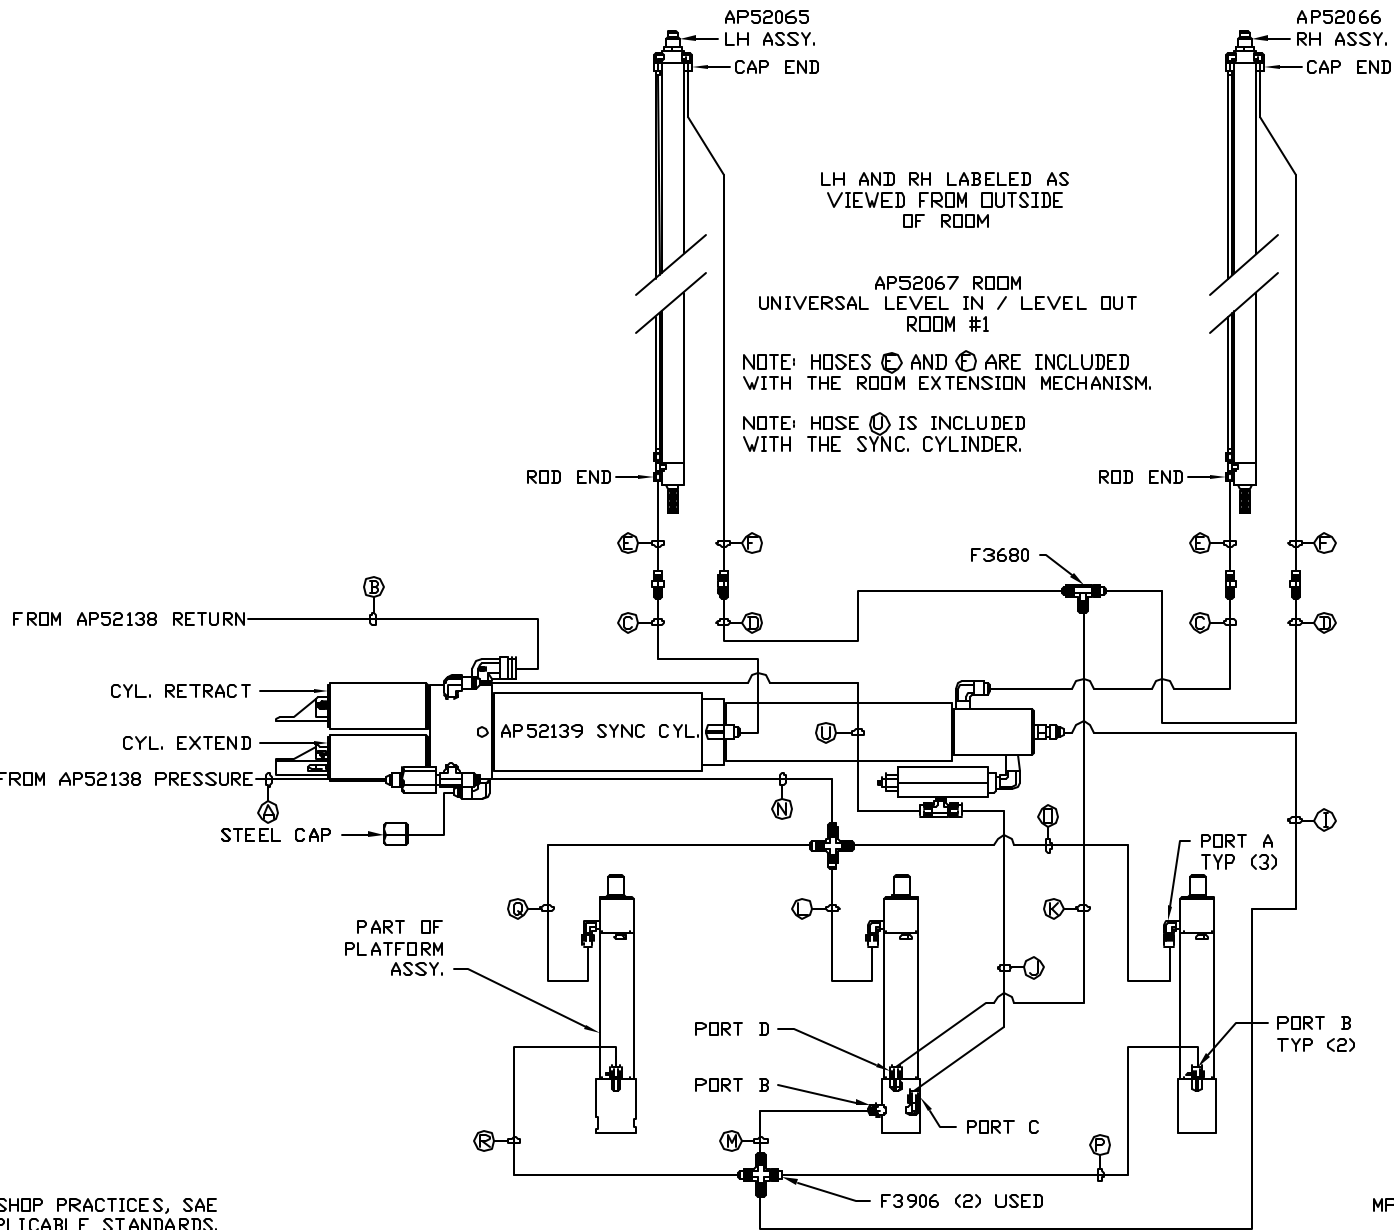 AP52065
LH ASSY.
CAP END
AP52066
RH ASSY.
CAP END
LH AND RH LABELED AS
VIEWED FROM OUTSIDE
OF ROOM
AP52067 ROOM
UNIVERSAL LEVEL IN / LEVEL OUT
ROOM #1
NOTE: HOSES E AND F ARE INCLUDED
WITH THE ROOM EXTENSION MECHANISM.
NOTE: HOSE U IS INCLUDED
WITH THE SYNC. CYLINDER.
ROD END
ROD END
E
F
F3680
E
F
B
FROM AP52138 RETURN
C
D
C
D
CYL. RETRACT
AP52139 SYNC CYL.
U
CYL. EXTEND
FROM AP52138 PRESSURE
A
N
O
I
STEEL CAP
PORT A
TYP (3)
Q
L
K
PART OF
PLATFORM
ASSY.
J
PORT D
PORT B
TYP (2)
PORT B
PORT C
R
M
P
F3906 (2) USED
SHOP PRACTICES, SAE
PLICABLE STANDARDS.
MF